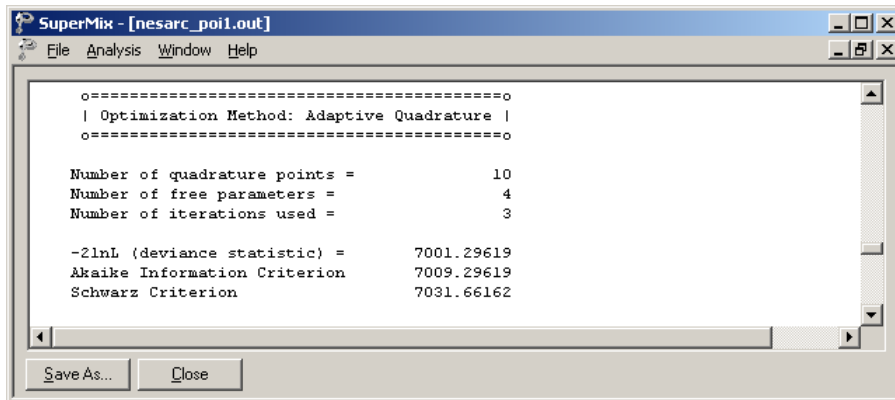 SuperMix - [nesarc_poi1.out]
File Analysis Window Help
o==========================================o
| Optimization Method: Adaptive Quadrature |
o==========================================o
Number of quadrature points = 10
Number of free parameters = 4
Number of iterations used = 3
-2lnL (deviance statistic) = 7001.29619
Akaike Information Criterion 7009.29619
Schwarz Criterion 7031.66162
Save As... Close